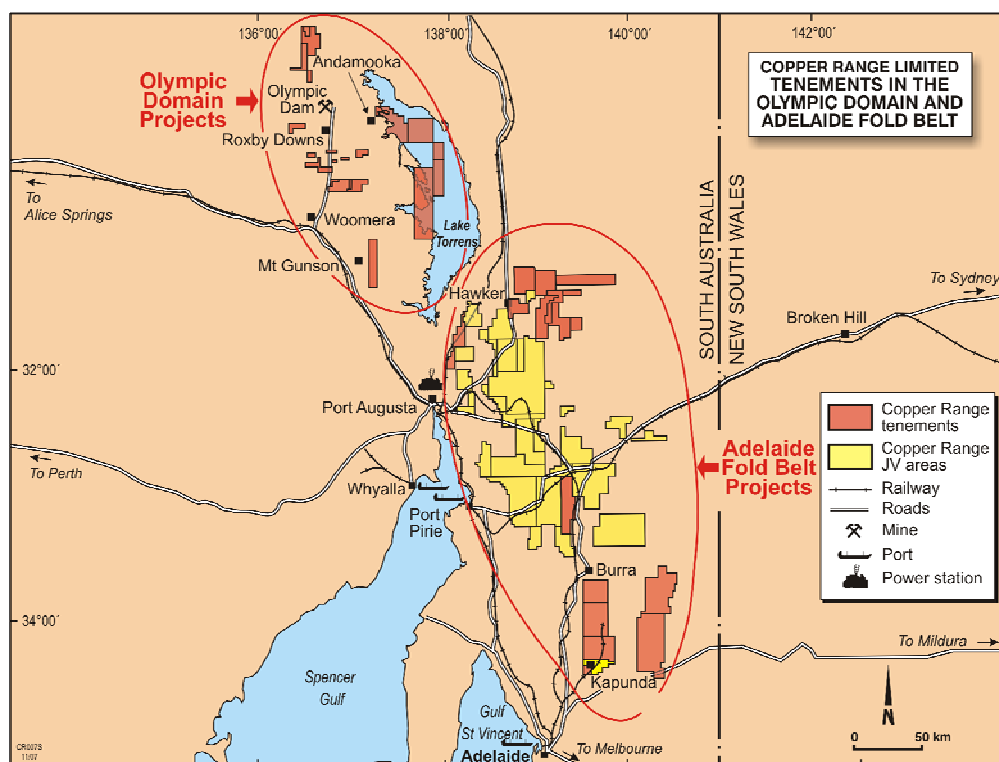 136°00'
138°00'
140°00'
142°00'
COPPER RANGE LIMITED
TENEMENTS IN THE
OLYMPIC DOMAIN AND
ADELAIDE FOLD BELT
Andamooka
Olympic
Domain
Projects
Olympic
Dam
Roxby Downs
To
Alice Springs
Woomera
Lake
Torrens
Mt Gunson
SOUTH AUSTRALIA
NEW SOUTH WALES
Hawker
To Sydnoy
Broken Hill
32°00'
Port Augusta
Copper Range
tenements
Copper Range
JV areas
Railway
Roads
Mine
Port
Power station
Adelaide
Fold Belt
Projects
To Perth
Whyalla
Port
Pirie
Burra
34°00'
To Mildura
Kapunda
Spencer
Gulf
Gulf
St Vincent
N
0
50 km
CR007S
11/07
Adelaide
To Melbourne